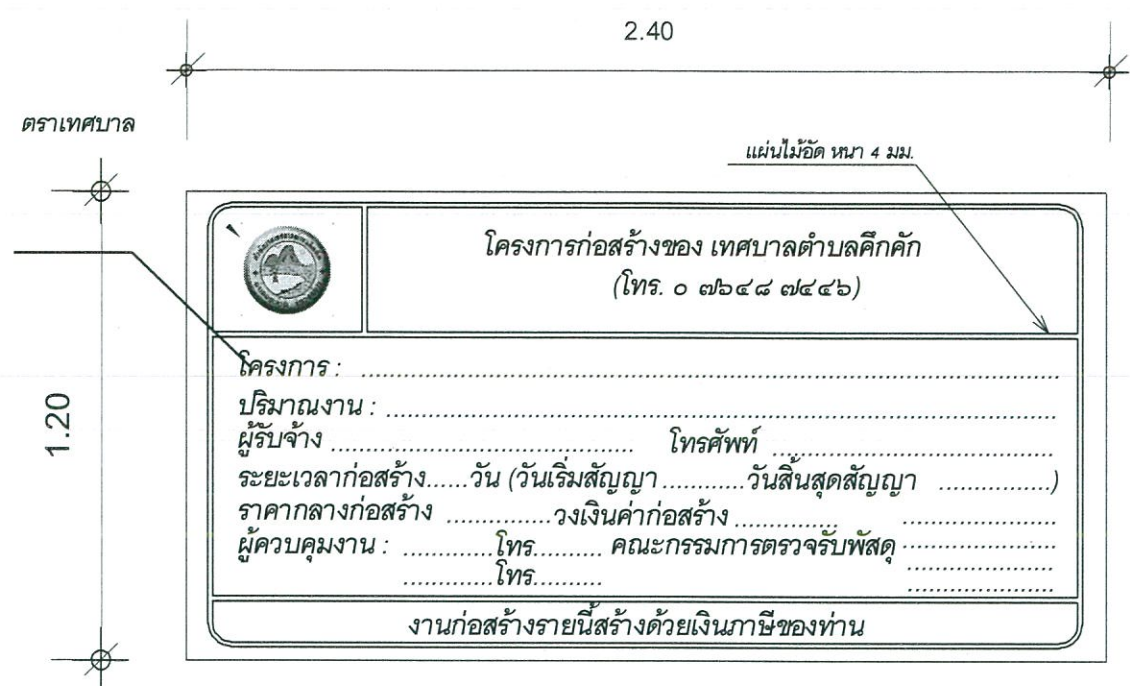 2.40
ตราเทศบาล
แผ่นไม้อัด หนา 4 มม.
โครงการก่อสร้างของ เทศบาลตำบลคึกคัก
(โทร. ๐ ๗๖๔๘ ๗๔๔๖)
1.20
โครงการ : ......................................................................
ปริมาณงาน : ....................................................................
ผู้รับจ้าง ............................... โทรศัพท์ .............................
ระยะเวลาก่อสร้าง......วัน (วันเริ่มสัญญา ............วันสิ้นสุดสัญญา ................)
ราคากลางก่อสร้าง .............วงเงินค่าก่อสร้าง ............... ......................
ผู้ควบคุมงาน : .............โทร.......... คณะกรรมการตรวจรับพัสดุ ......................
.............โทร.......... .....................
.....................
งานก่อสร้างรายนี้สร้างด้วยเงินภาษีของท่าน